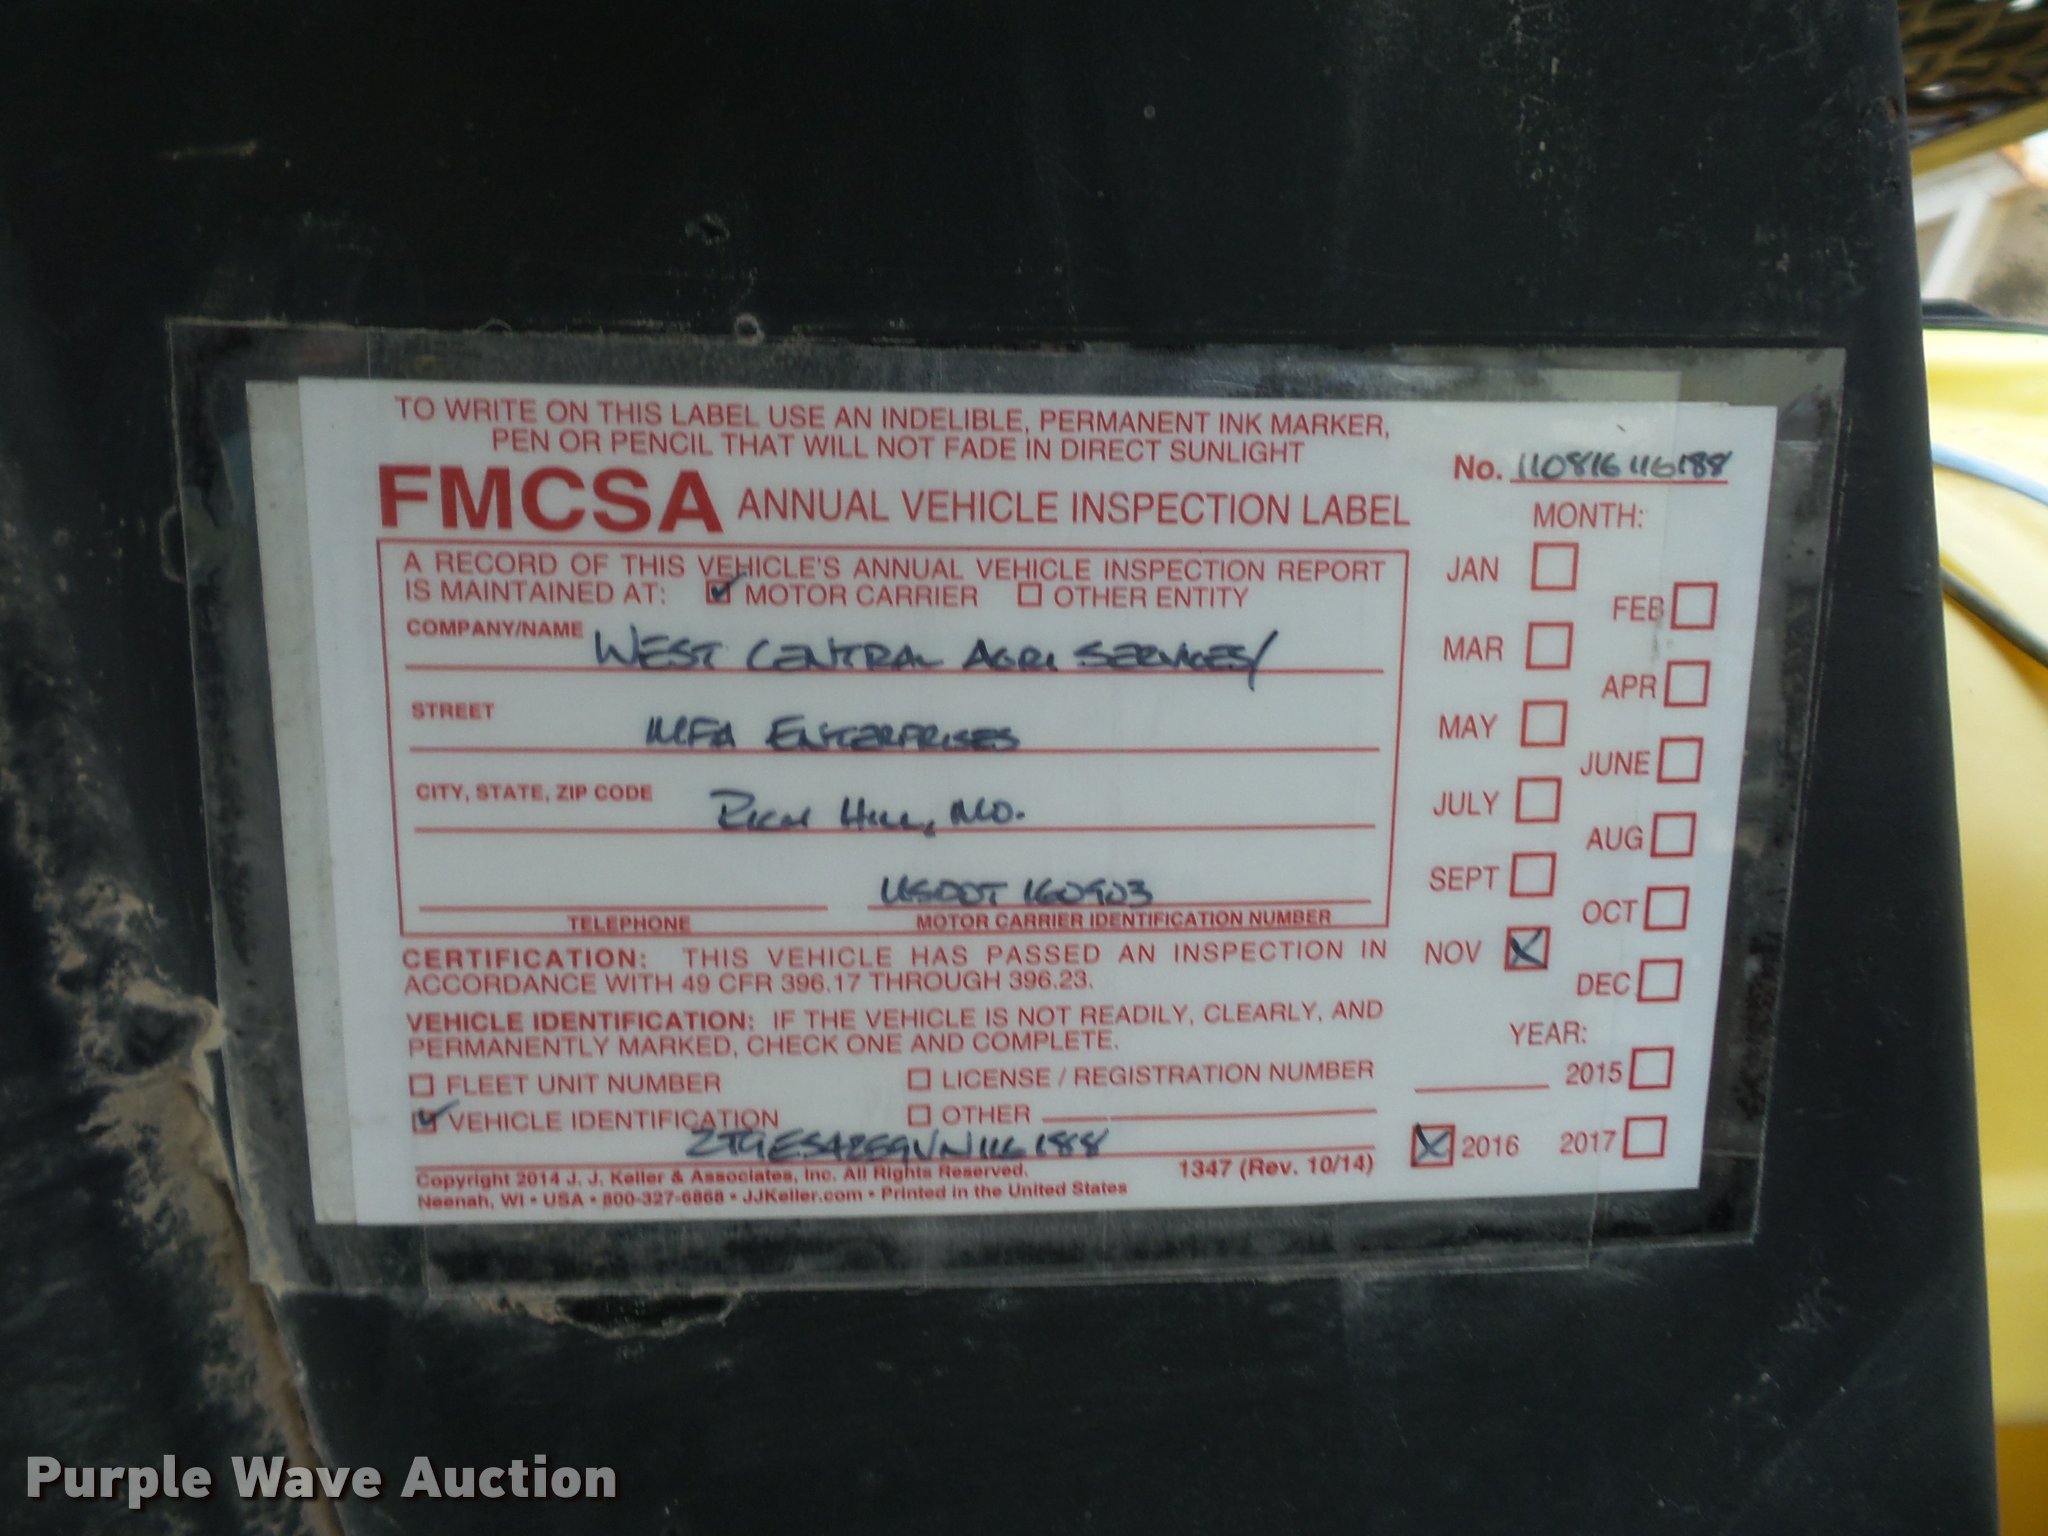 TO WRITE ON THIS LABEL USE AN INDELIBLE, PERMANENT INK MARKER,
PEN OR PENCIL THAT WILL NOT FADE IN DIRECT SUNLIGHT
No. 110816116188
FMCSA ANNUAL VEHICLE INSPECTION LABEL
A RECORD OF THIS VEHICLE'S ANNUAL VEHICLE INSPECTION REPORT
IS MAINTAINED AT: MOTOR CARRIER OTHER ENTITY
COMPANY/NAME WEST CENTRAL AGRI SERVICES/
STREET MFA ENTERPRISES
CITY, STATE, ZIP CODE RICH HILL, MO.
USDOT 160903
TELEPHONE MOTOR CARRIER IDENTIFICATION NUMBER
CERTIFICATION: THIS VEHICLE HAS PASSED AN INSPECTION IN
ACCORDANCE WITH 49 CFR 396.17 THROUGH 396.23.
VEHICLE IDENTIFICATION: IF THE VEHICLE IS NOT READILY, CLEARLY, AND
PERMANENTLY MARKED, CHECK ONE AND COMPLETE.
FLEET UNIT NUMBER LICENSE / REGISTRATION NUMBER
VEHICLE IDENTIFICATION OTHER
Copyright 2014 J. J. Keller & Associates, Inc. All Rights Reserved.
Neenah, WI • USA • 800-327-6868 • JJKeller.com • Printed in the United States
1347 (Rev. 10/14)
MONTH:
JAN
FEB
MAR
APR
MAY
JUNE
JULY
AUG
SEPT
OCT
NOV X
DEC
YEAR:
2015
X 2016 2017
Purple Wave Auction